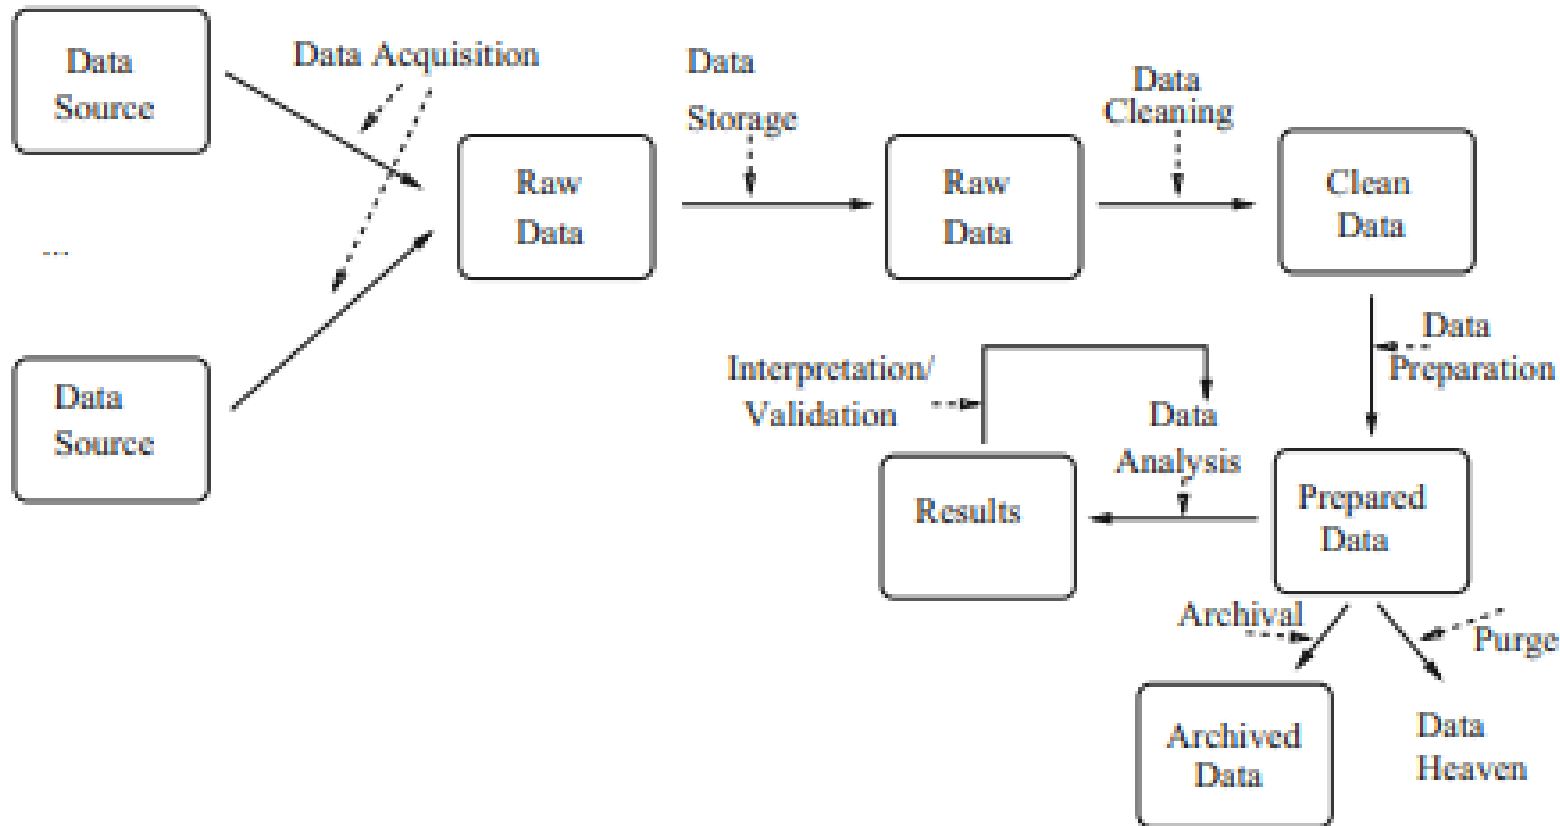 Data
Source
Data Acquisition
Data
Storage
Data
Cleaning
Raw
Data
Raw
Data
Clean
Data
...
Data
Source
Interpretation/
Validation
Data
Analysis
Data
Preparation
Results
Prepared
Data
Archival
Purge
Archived
Data
Data
Heaven